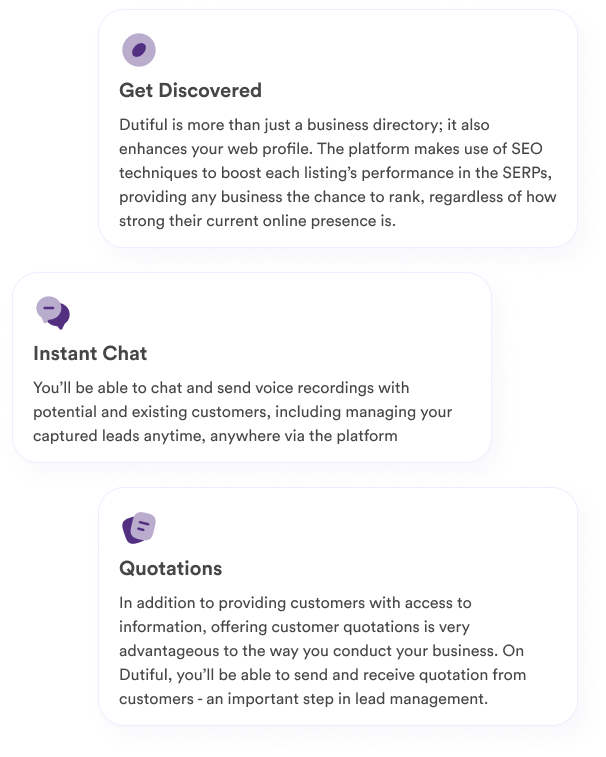 Get Discovered
Dutiful is more than just a business directory; it also
enhances your web profile. The platform makes use of SEO
techniques to boost each listing’s performance in the SERPs,
providing any business the chance to rank, regardless of how
strong their current online presence is.
Instant Chat
You’ll be able to chat and send voice recordings with
potential and existing customers, including managing your
captured leads anytime, anywhere via the platform
Quotations
In addition to providing customers with access to
information, offering customer quotations is very
advantageous to the way you conduct your business. On
Dutiful, you’ll be able to send and receive quotation from
customers - an important step in lead management.